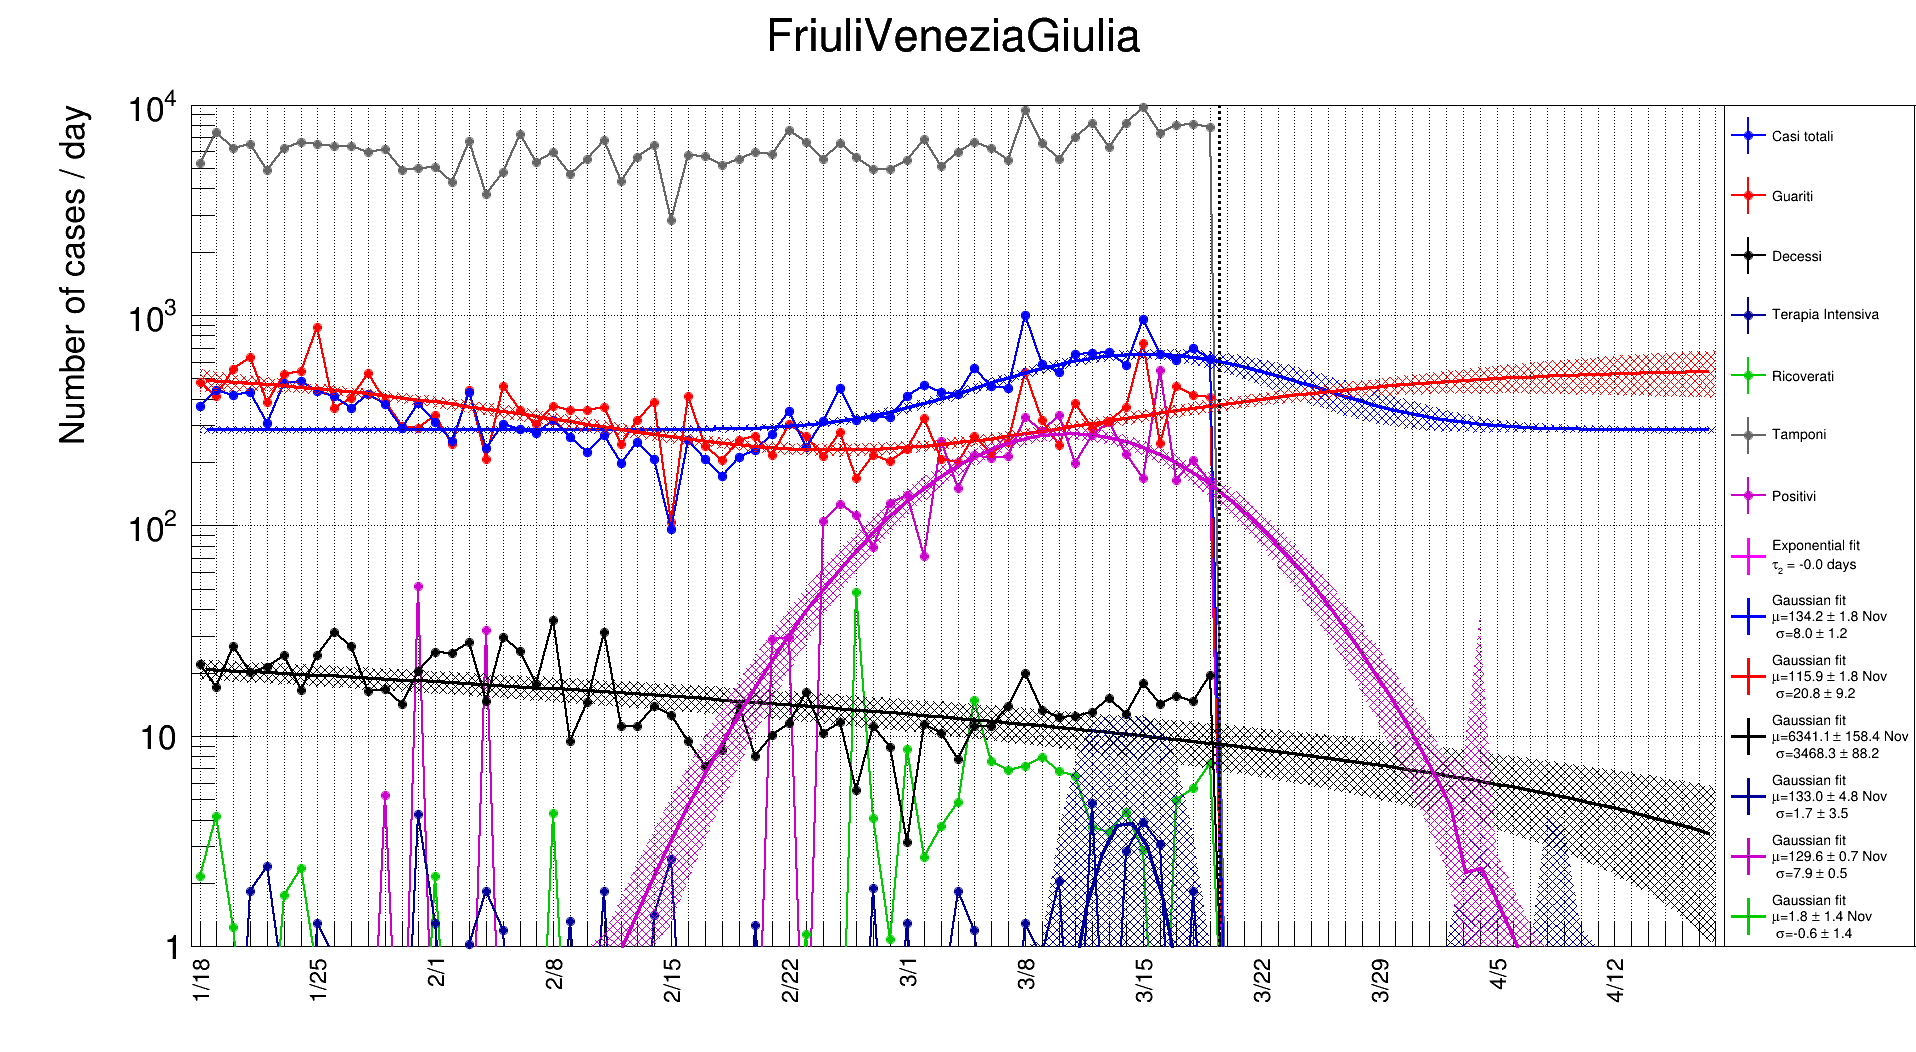 FriuliVeneziaGiulia
Number of cases / day
10^4
10^3
10^2
10
1
1/18
1/25
2/1
2/8
2/15
2/22
3/1
3/8
3/15
3/22
3/29
4/5
4/12
Casi totali
Guariti
Decessi
Terapia Intensiva
Ricoverati
Tamponi
Positivi
Exponential fit
τ₂ = -0.0 days
Gaussian fit
μ=134.2 ± 1.8 Nov
σ=8.0 ± 1.2
Gaussian fit
μ=115.9 ± 1.8 Nov
σ=20.8 ± 9.2
Gaussian fit
μ=6341.1 ± 158.4 Nov
σ=3468.3 ± 88.2
Gaussian fit
μ=133.0 ± 4.8 Nov
σ=1.7 ± 3.5
Gaussian fit
μ=129.6 ± 0.7 Nov
σ=7.9 ± 0.5
Gaussian fit
μ=1.8 ± 1.4 Nov
σ=-0.6 ± 1.4